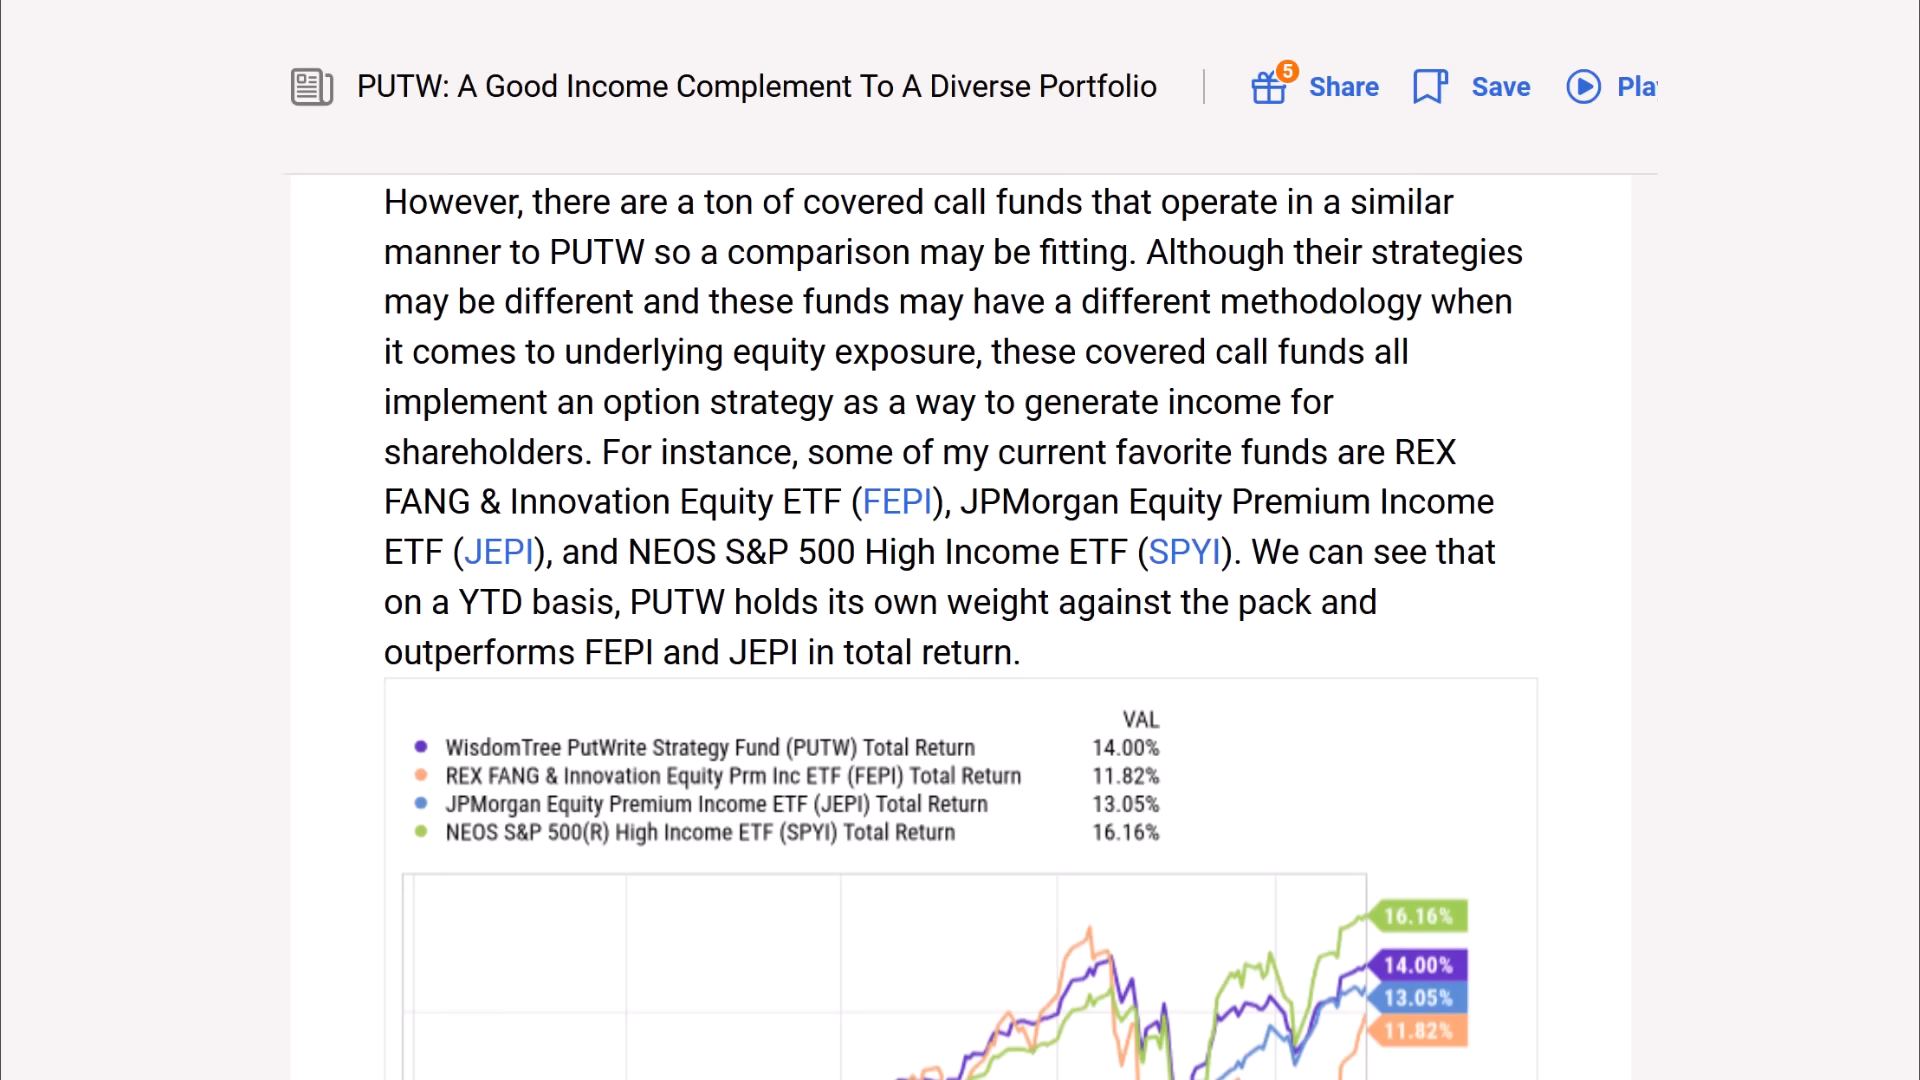 PUTW: A Good Income Complement To A Diverse Portfolio
5
Share
Save
However, there are a ton of covered call funds that operate in a similar
manner to PUTW so a comparison may be fitting. Although their strategies
may be different and these funds may have a different methodology when
it comes to underlying equity exposure, these covered call funds all
implement an option strategy as a way to generate income for
shareholders. For instance, some of my current favorite funds are REX
FANG & Innovation Equity ETF (FEPI), JPMorgan Equity Premium Income
ETF (JEPI), and NEOS S&P 500 High Income ETF (SPYI). We can see that
on a YTD basis, PUTW holds its own weight against the pack and
outperforms FEPI and JEPI in total return.
VAL
WisdomTree PutWrite Strategy Fund (PUTW) Total Return 14.00%
REX FANG & Innovation Equity Prm Inc ETF (FEPI) Total Return 11.82%
JPMorgan Equity Premium Income ETF (JEPI) Total Return 13.05%
NEOS S&P 500(R) High Income ETF (SPYI) Total Return 16.16%
16.16%
14.00%
13.05%
11.82%